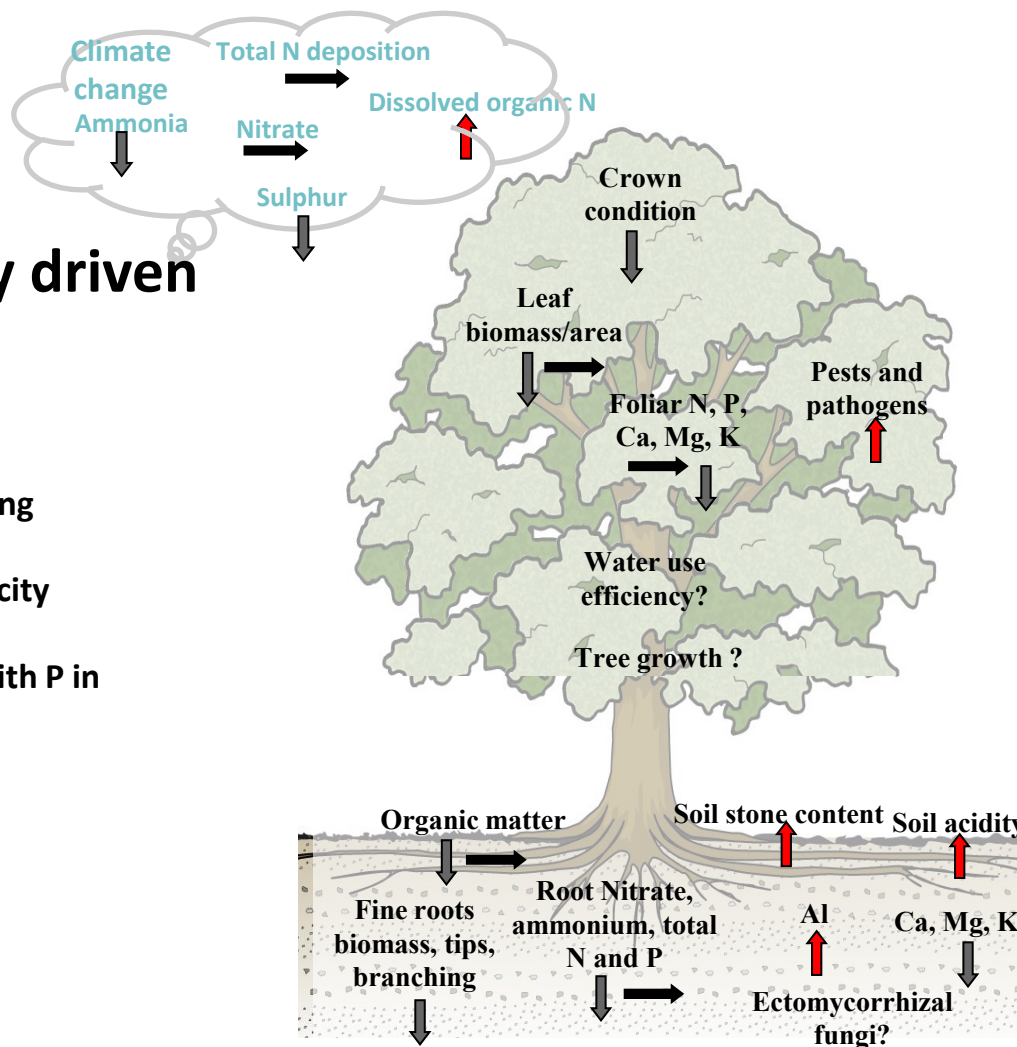 Climate
change
Total N deposition
Dissolved organic N
Ammonia
Nitrate
Sulphur
y driven
ng
city
ith P in
Crown
condition
Leaf
biomass/area
Pests and
pathogens
Foliar N, P,
Ca, Mg, K
Water use
efficiency?
Tree growth ?
Organic matter
Soil stone content
Soil acidity
Fine roots
biomass, tips,
branching
Root Nitrate,
ammonium, total
N and P
Al
Ca, Mg, K
Ectomycorrhizal
fungi?